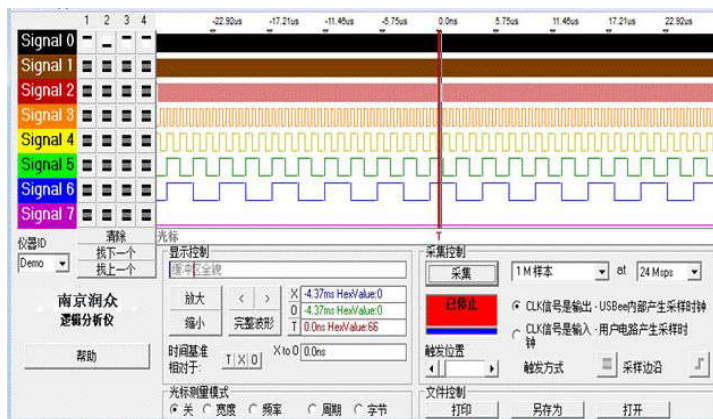 1 2 3 4
-22.92us -17.21us -11.46us -5.75us 0.0ns 5.75us 11.46us 17.21us 22.92us
Signal 0
Signal 1
Signal 2
Signal 3
Signal 4
Signal 5
Signal 6
Signal 7
T
仪器ID
Demo
清除
找下一个
找上一个
南京润众
逻辑分析仪
帮助
光标
显示控制
缓冲区全貌
放大 < >
缩小 完整波形
X -4.37ms HexValue:0
O -4.37ms HexValue:0
T 0.0ns HexValue:66
时间基准
相对于: T X O X to O 0.0ns
光标测量模式
关 宽度 频率 周期 字节
采集控制
采集 1 M样本 at 24 Msps
已停止
CLK信号是输出 - USBee内部产生采样时钟
CLK信号是输入 - 用户电路产生采样时
钟
触发位置
触发方式 采样边沿
文件控制
打印 另存为 打开